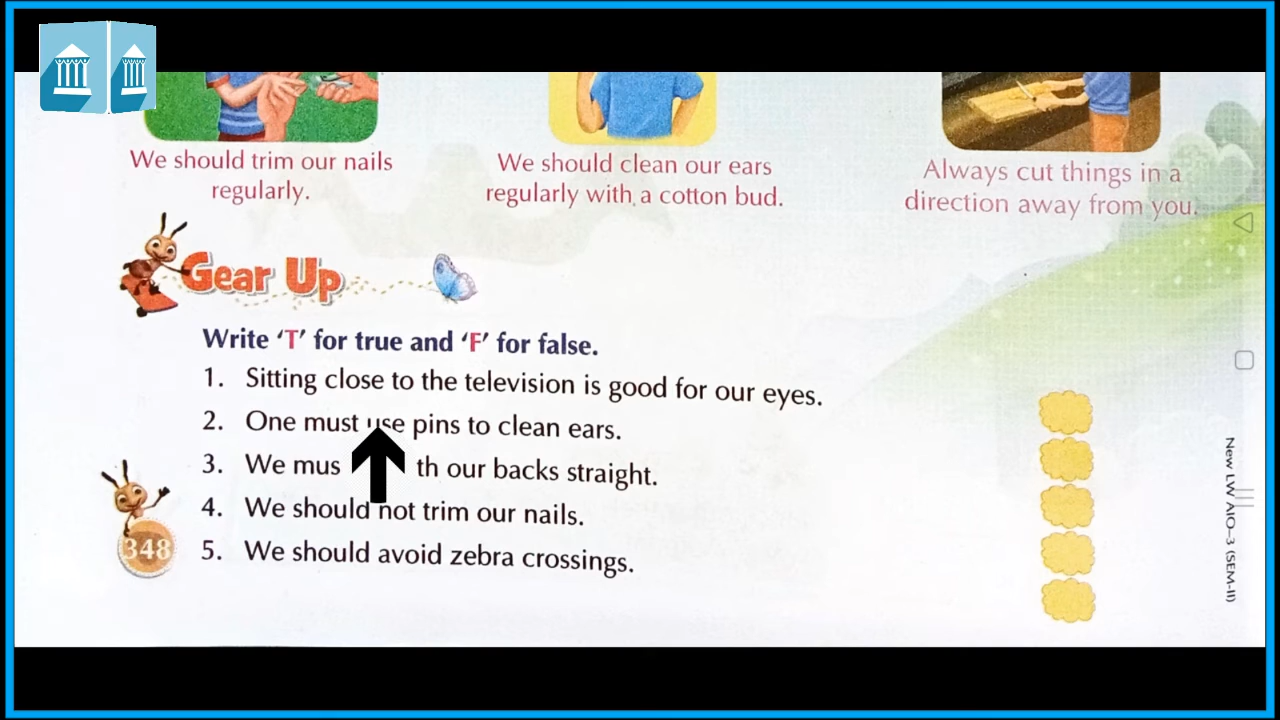 We should trim our nails
regularly.
We should clean our ears
regularly with a cotton bud.
Always cut things in a
direction away from you.
Gear Up
Write ‘T’ for true and ‘F’ for false.
1. Sitting close to the television is good for our eyes.
2. One must use pins to clean ears.
3. We mus th our backs straight.
4. We should not trim our nails.
5. We should avoid zebra crossings.
348
New LW AIO–3 (SEM-II)